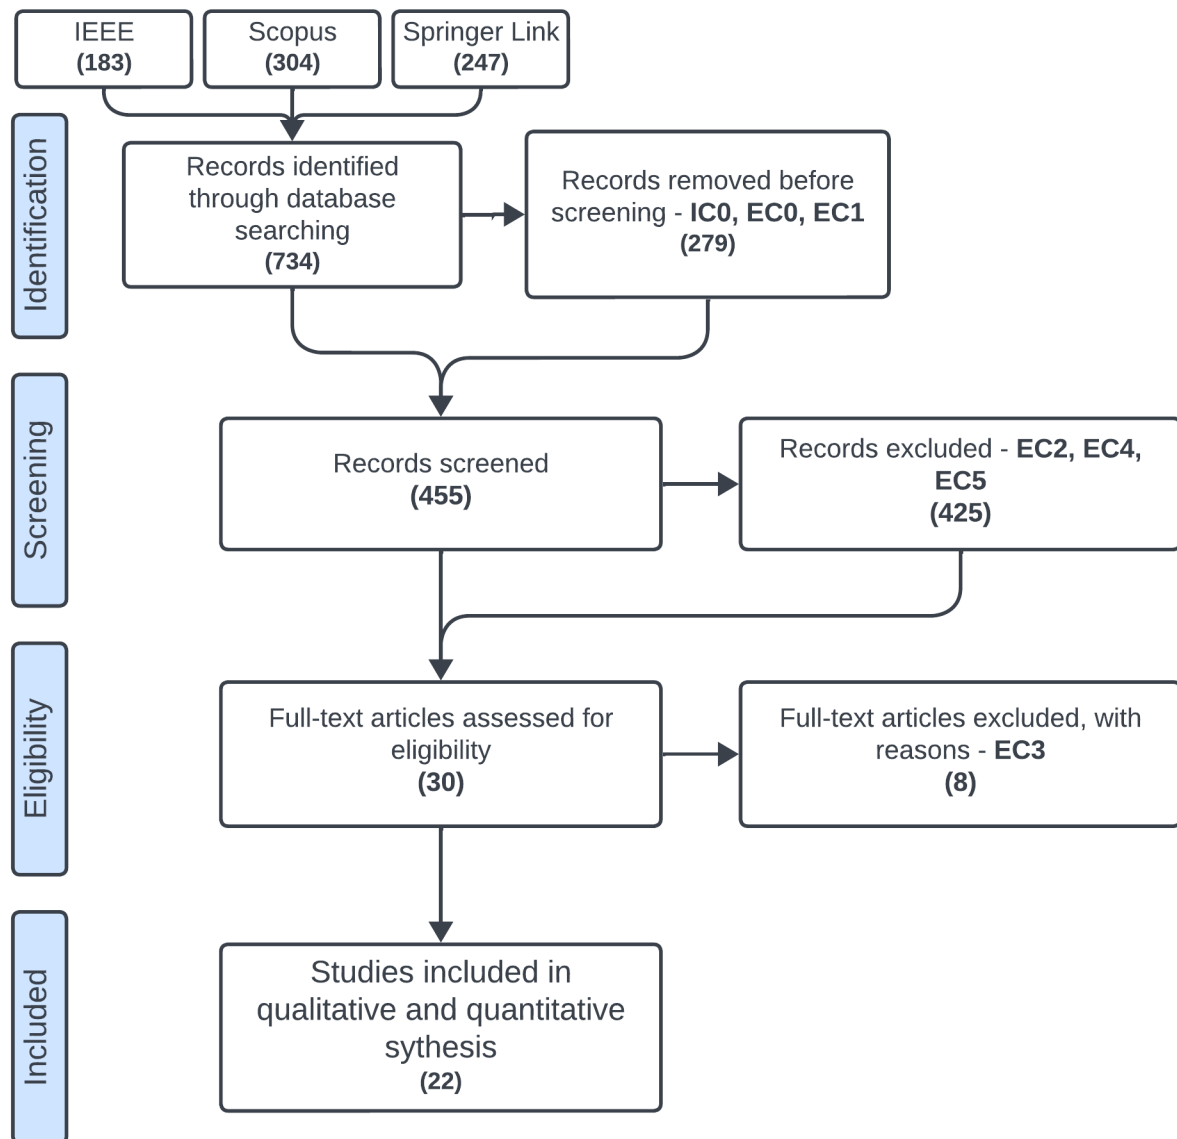 IEEE
(183)
Scopus
(304)
Springer Link
(247)
Identification
Records identified
through database
searching
(734)
Records removed before
screening - IC0, EC0, EC1
(279)
Screening
Records screened
(455)
Records excluded - EC2, EC4,
EC5
(425)
Eligibility
Full-text articles assessed for
eligibility
(30)
Full-text articles excluded, with
reasons - EC3
(8)
Included
Studies included in
qualitative and quantitative
sythesis
(22)